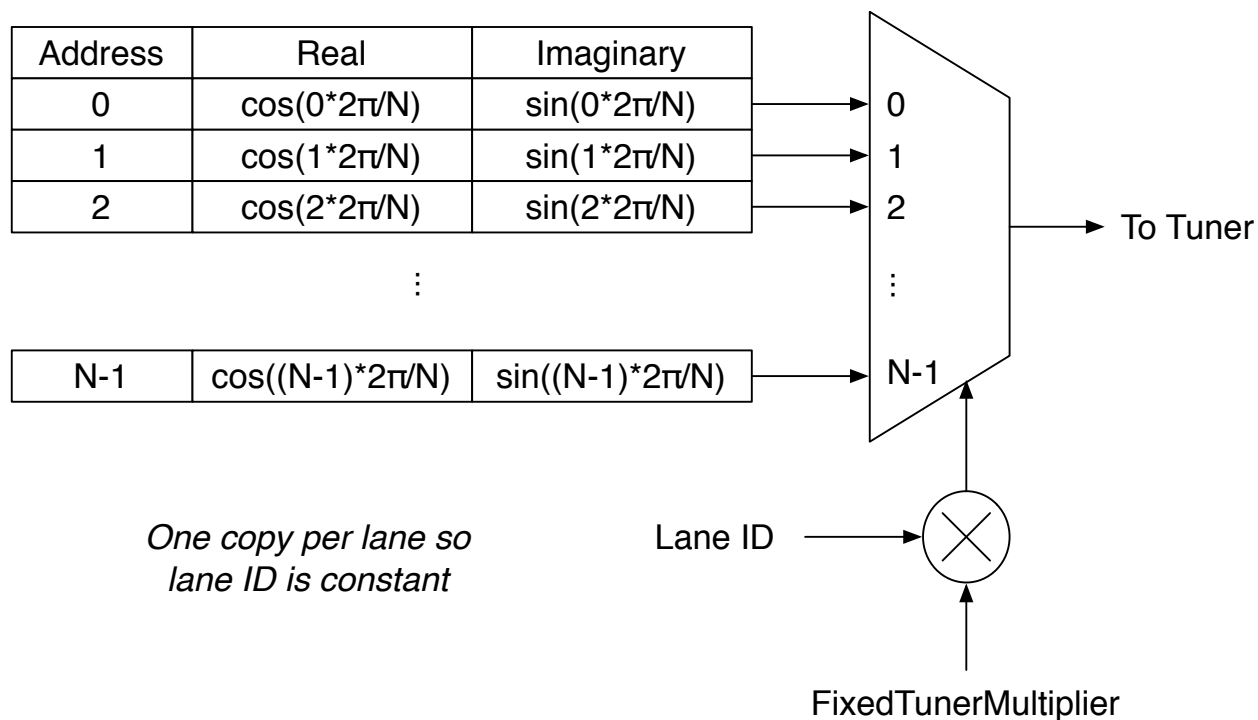 Address Real Imaginary
0 cos(0*2π/N) sin(0*2π/N) 0
1 cos(1*2π/N) sin(1*2π/N) 1
2 cos(2*2π/N) sin(2*2π/N) 2
To Tuner
⋮ ⋮
N-1 cos((N-1)*2π/N) sin((N-1)*2π/N) N-1
One copy per lane so
lane ID is constant
Lane ID
FixedTunerMultiplier